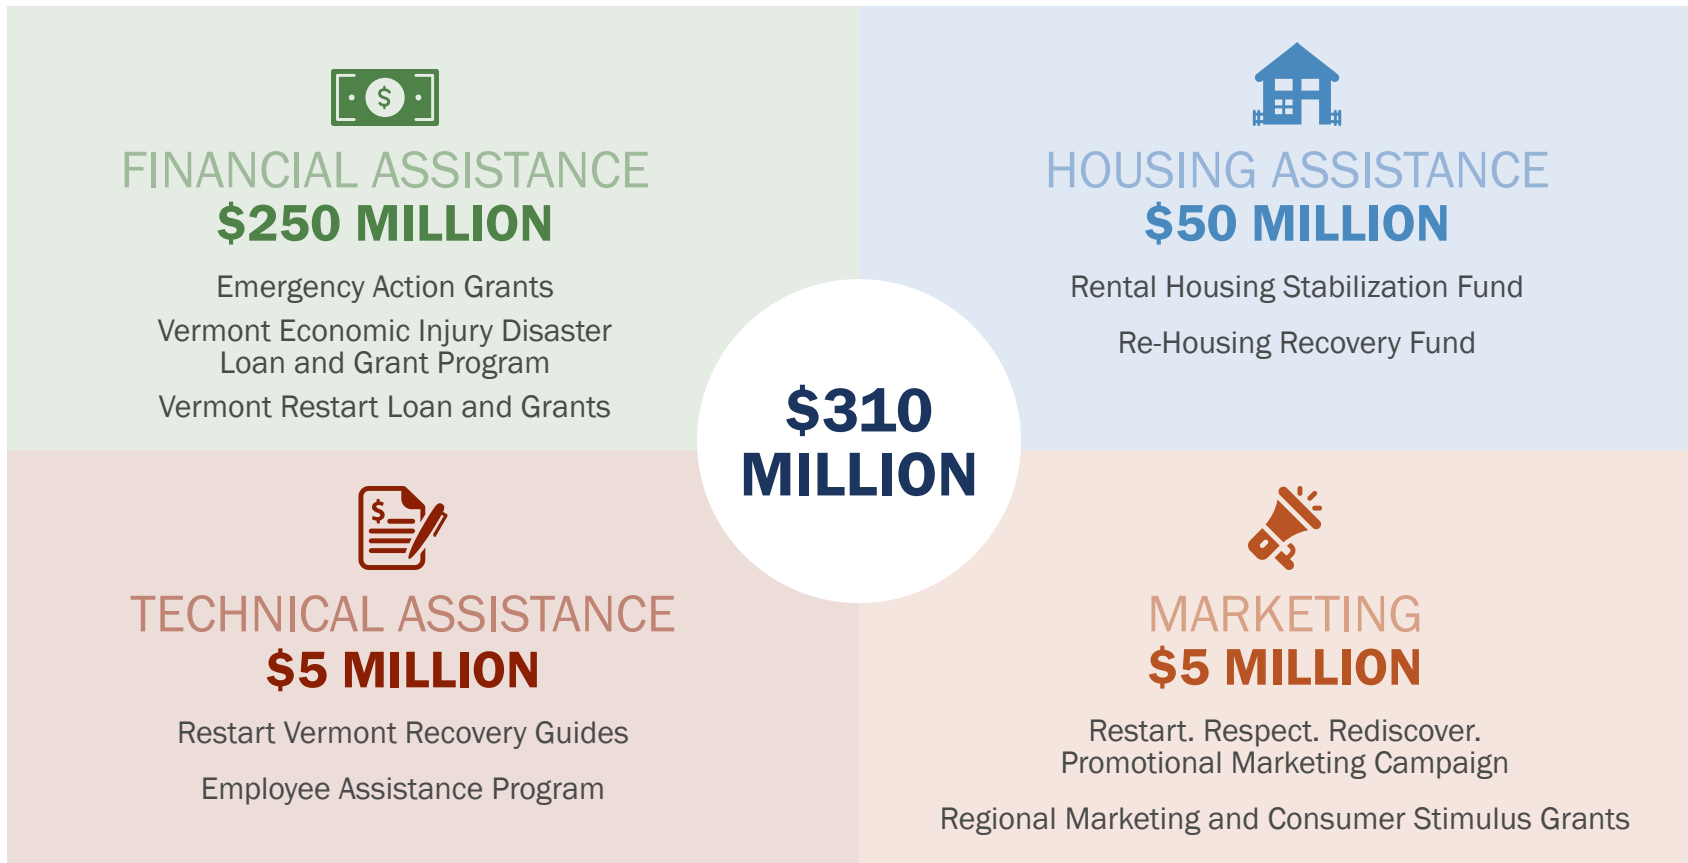 $
FINANCIAL ASSISTANCE
$250 MILLION
Emergency Action Grants
Vermont Economic Injury Disaster
Loan and Grant Program
Vermont Restart Loan and Grants
HOUSING ASSISTANCE
$50 MILLION
Rental Housing Stabilization Fund
Re-Housing Recovery Fund
$310
MILLION
$
TECHNICAL ASSISTANCE
$5 MILLION
Restart Vermont Recovery Guides
Employee Assistance Program
MARKETING
$5 MILLION
Restart. Respect. Rediscover.
Promotional Marketing Campaign
Regional Marketing and Consumer Stimulus Grants